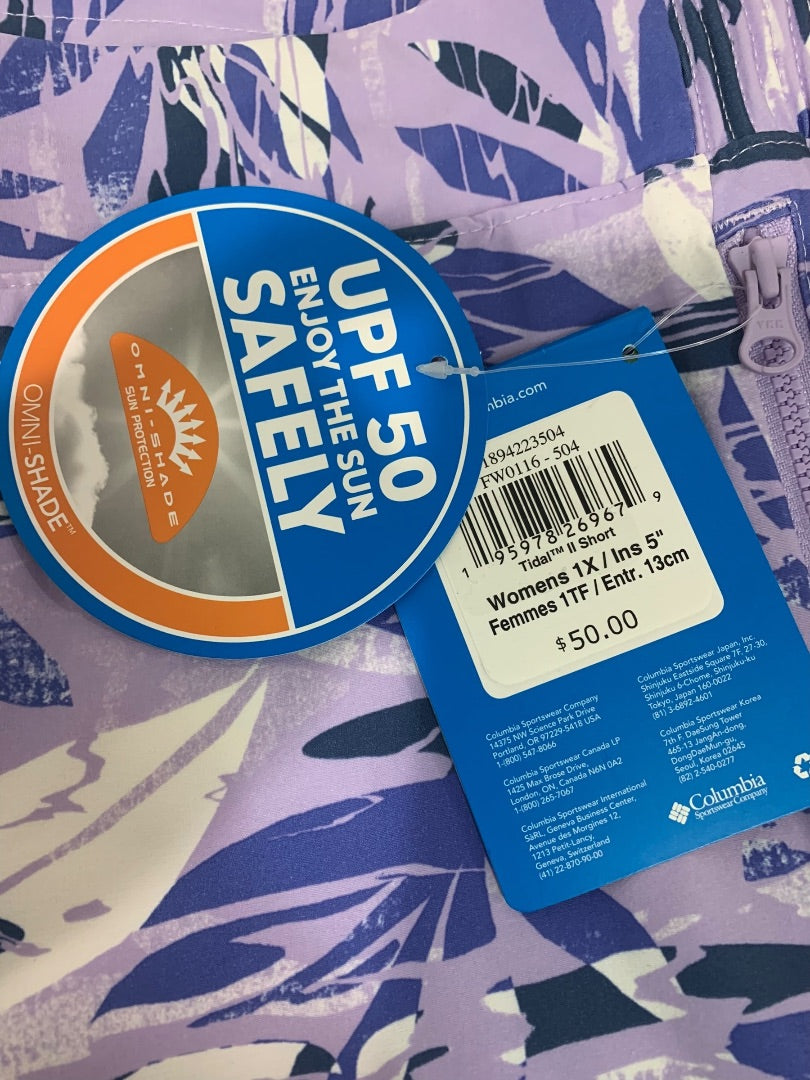 UPF 50
ENJOY THE SUN
SAFELY
OMNI-SHADE
SUN PROTECTION
OMNI-SHADE™
YKK
mbia.com
1894223504
FW0116 - 504
1 95978 26967 9
Tidal™ II Short
Womens 1X / Ins 5"
Femmes 1TF / Entr. 13cm
$50.00
Columbia Sportswear Company
14375 NW Science Park Drive
Portland, OR 97229-5418 USA
1-(800) 547-8066
Columbia Sportswear Canada LP
1425 Max Brose Drive,
London, ON, Canada N6N 0A2
1-(800) 265-7067
Columbia Sportswear International
SàRL, Geneva Business Center,
Avenue des Morgines 12,
1213 Petit-Lancy,
Geneva, Switzerland
(41) 22-870-90-00
Columbia Sportswear Japan, Inc.
Shinjuku Eastside Square 7F, 27-30,
Shinjuku 6-Chome, Shinjuku-ku
Tokyo, Japan 160-0022
(81) 3-6892-4601
Columbia Sportswear Korea
7th F, DaeSung Tower
465-13 JangAn-dong,
DongDaeMun-gu,
Seoul, Korea 02645
(82) 2-540-0277
Columbia
Sportswear Company